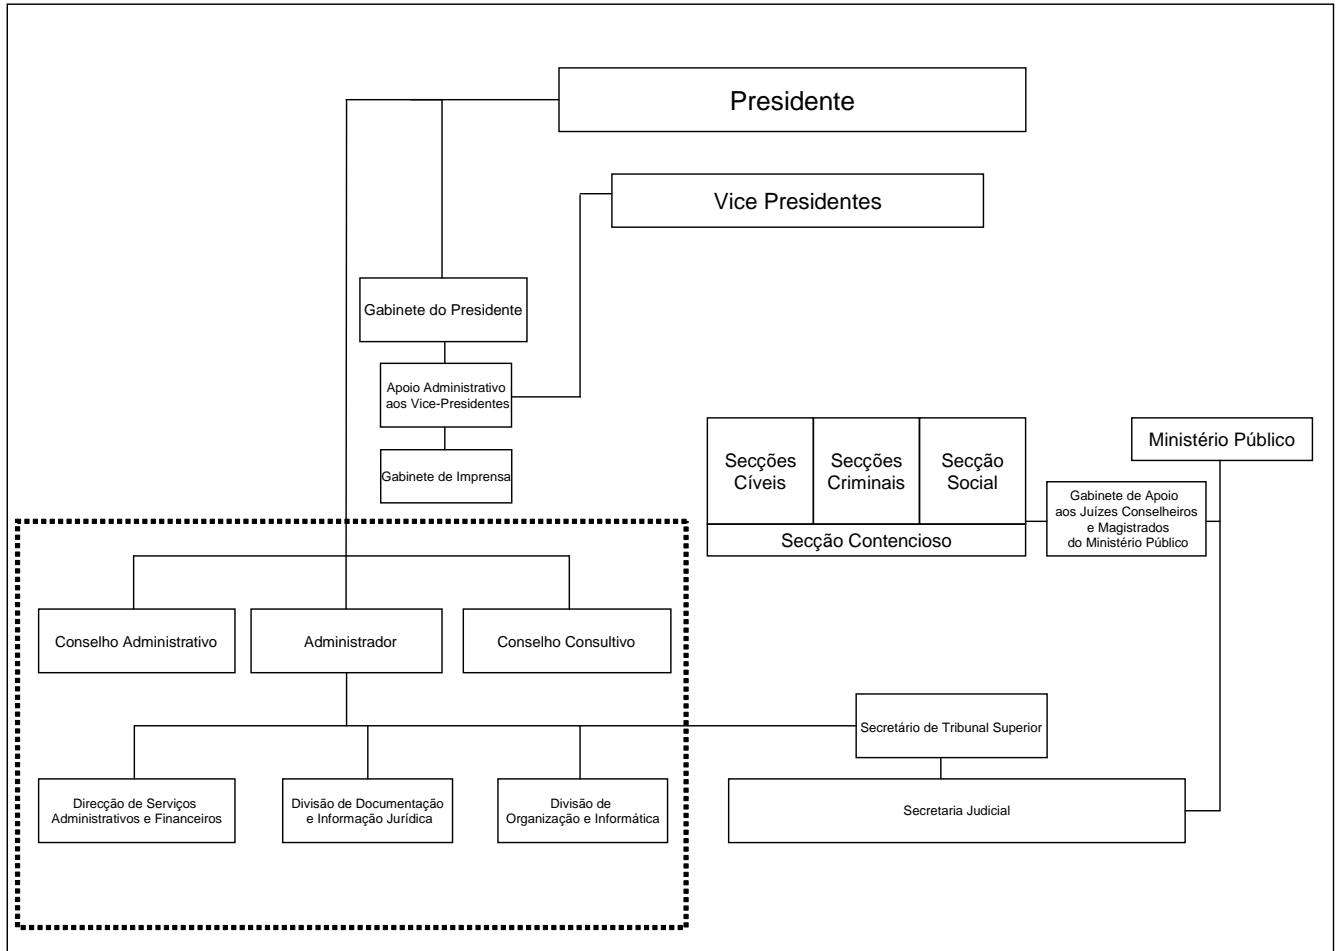 Presidente
Vice Presidentes
Gabinete do Presidente
Apoio Administrativo
aos Vice-Presidentes
Gabinete de Imprensa
Secções
Cíveis
Secções
Criminais
Secção
Social
Secção Contencioso
Ministério Público
Gabinete de Apoio
aos Juízes Conselheiros
e Magistrados
do Ministério Público
Conselho Administrativo
Administrador
Conselho Consultivo
Secretário de Tribunal Superior
Direcção de Serviços
Administrativos e Financeiros
Divisão de Documentação
e Informação Jurídica
Divisão de
Organização e Informática
Secretaria Judicial